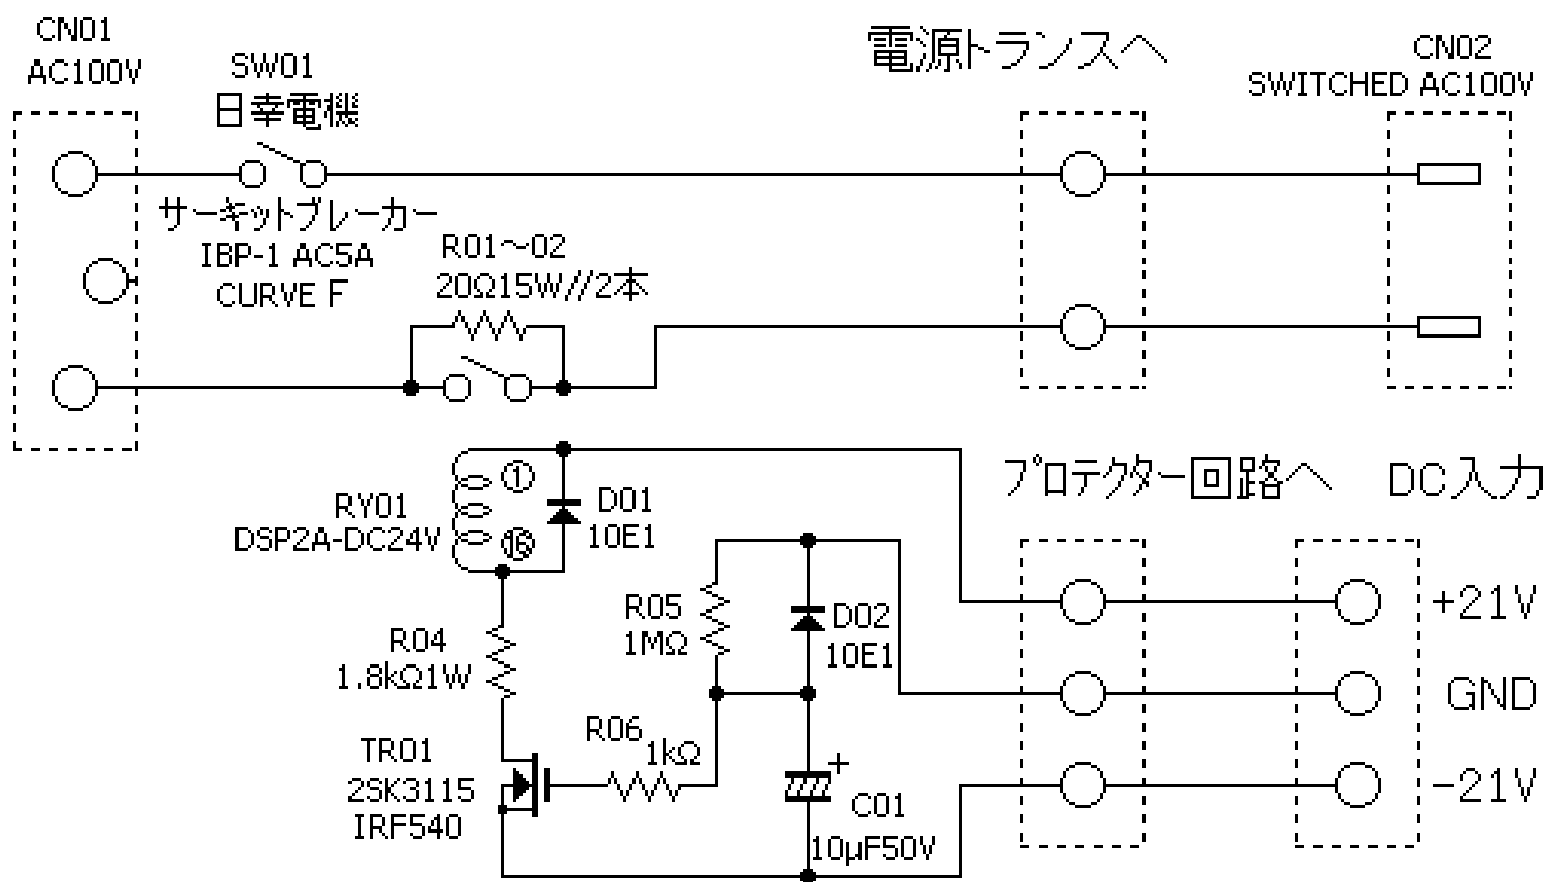 CN01
AC100V
SW01
日幸電機
サーキットブレーカー
IBP-1 AC5A
CURVE F
R01～02
20Ω15W//2本
電源トランスへ
CN02
SWITCHED AC100V
RY01
DSP2A-DC24V
①
⑯
D01
10E1
R04
1.8kΩ1W
TR01
2SK3115
IRF540
R05
1MΩ
D02
10E1
R06
1kΩ
+
C01
10μF50V
プロテクター回路へ
DC入力
+21V
GND
-21V